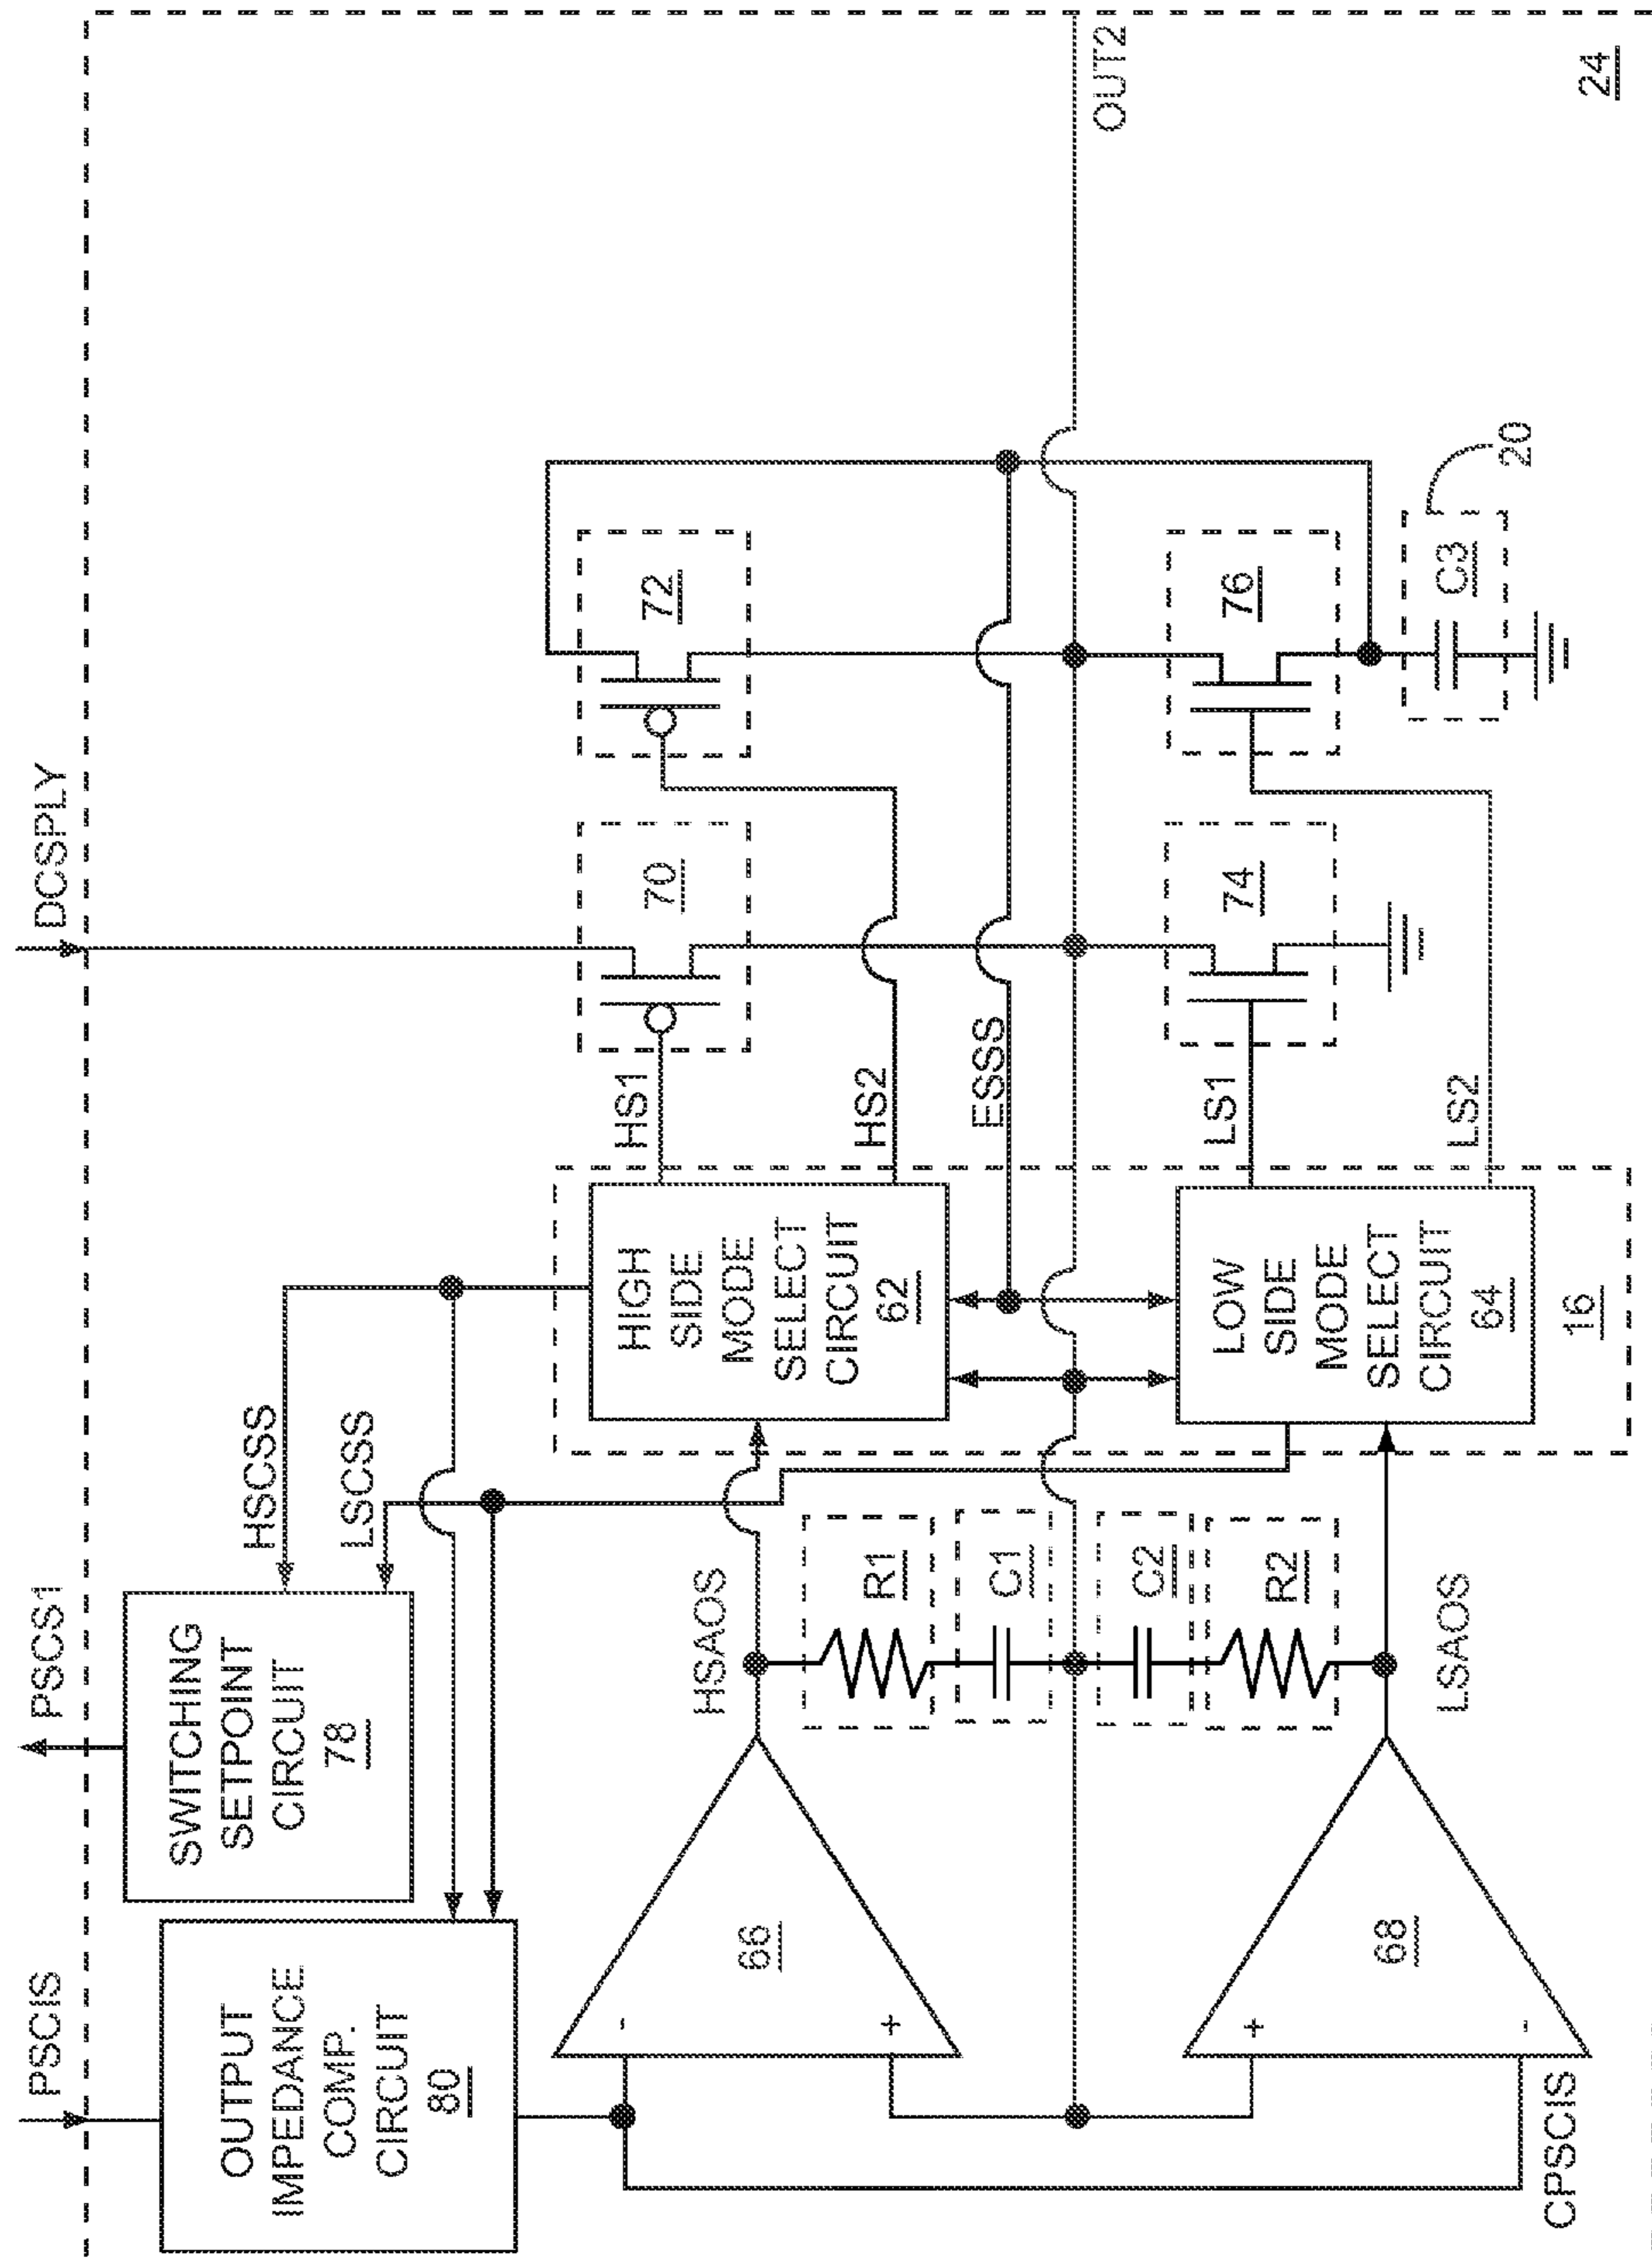 PSCIS
PSCS1
DCSPLY
OUTPUT
IMPEDANCE
COMP.
CIRCUIT
80
SWITCHING
SETPOINT
CIRCUIT
78
HSCSS
LSCSS
66
-
+
HSAOS
R1
C1
C2
R2
LSAOS
68
+
-
CPSCIS
HIGH
SIDE
MODE
SELECT
CIRCUIT
62
LOW
SIDE
MODE
SELECT
CIRCUIT
64
16
HS1
HS2
ESSS
LS1
LS2
70
72
74
76
C3
20
OUT2
24